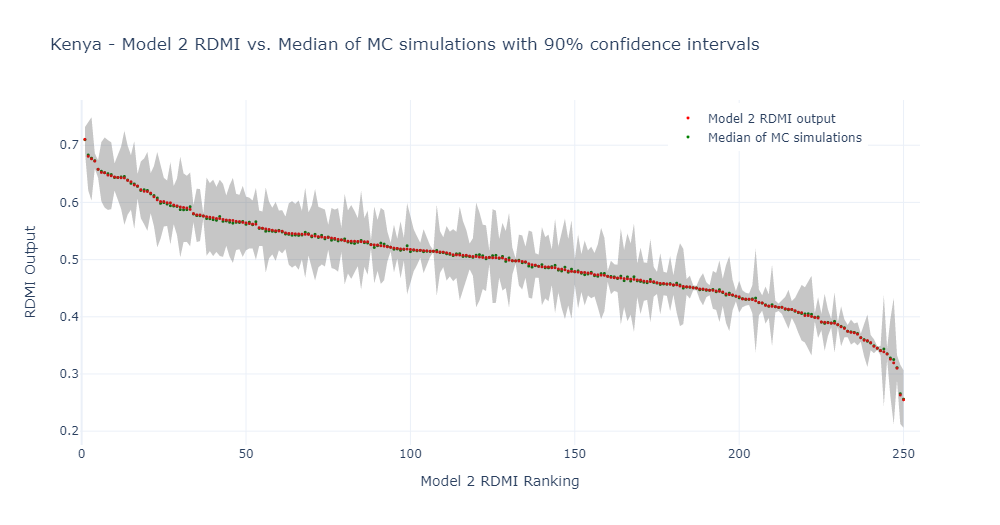 Kenya - Model 2 RDMI vs. Median of MC simulations with 90% confidence intervals
Model 2 RDMI output
Median of MC simulations
RDMI Output
0.7
0.6
0.5
0.4
0.3
0.2
0 50 100 150 200 250
Model 2 RDMI Ranking